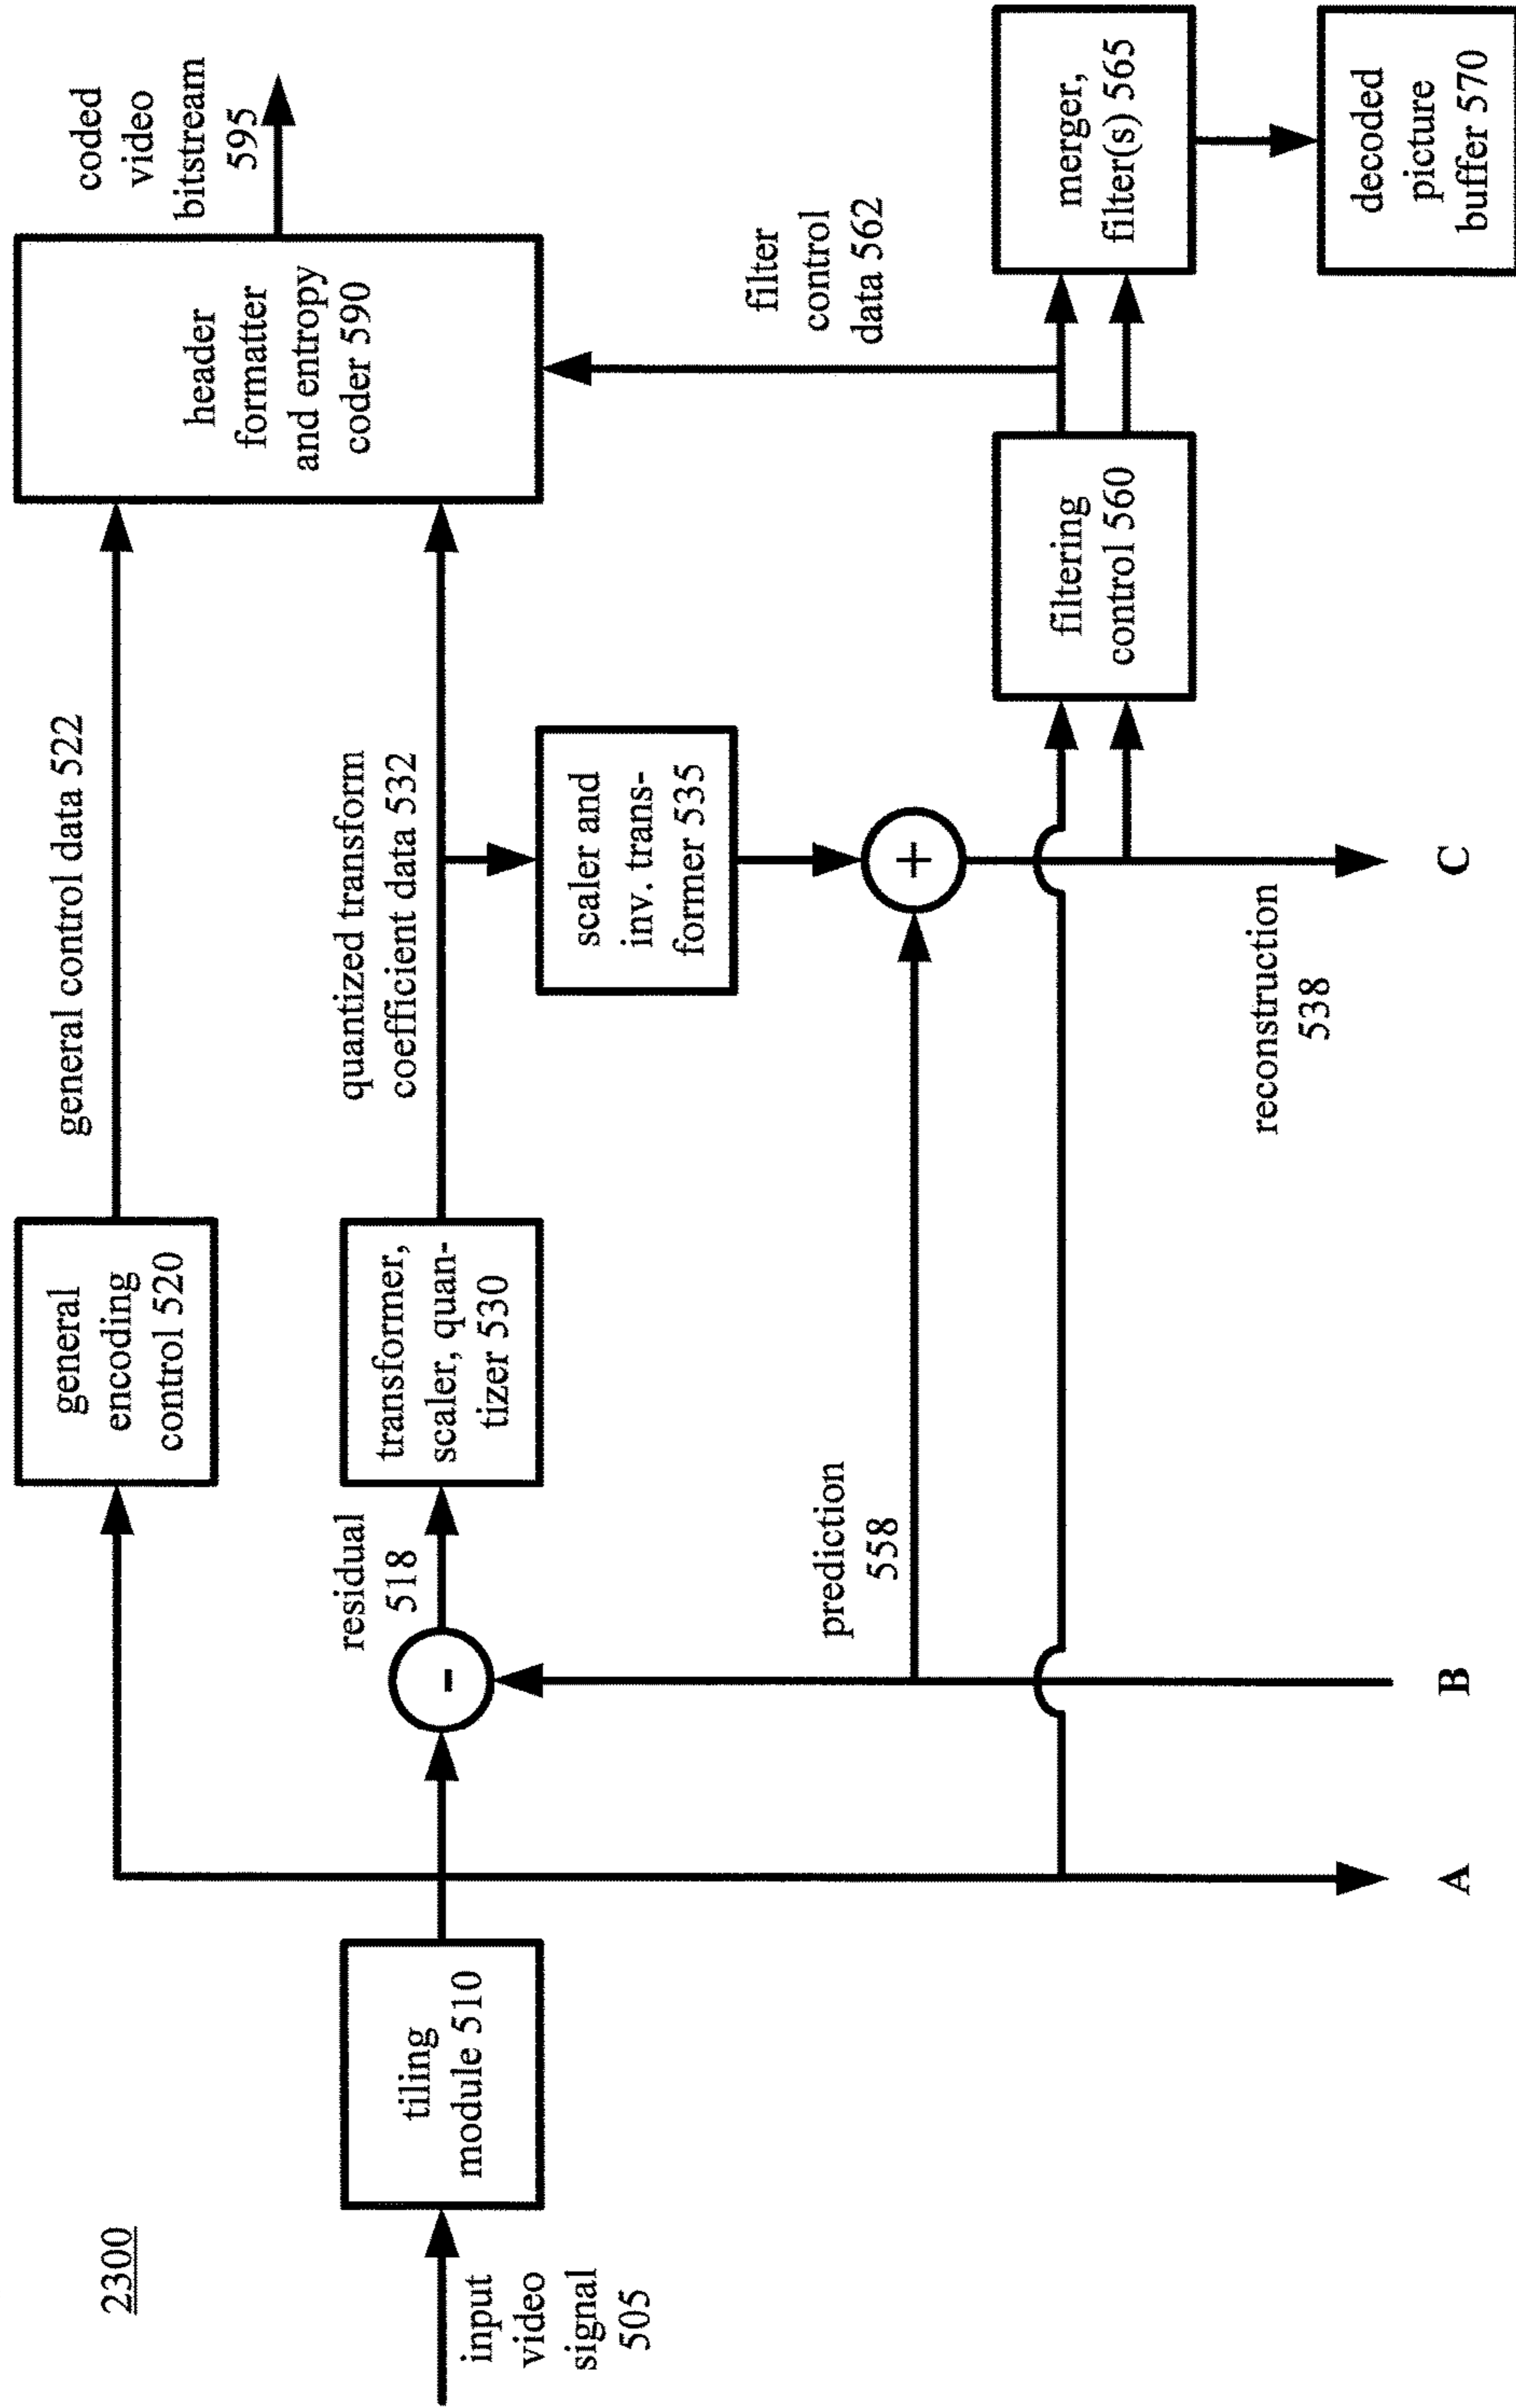 2300
input
video
signal
505
tiling
module 510
general
encoding
control 520
general control data 522
header
formatter
and entropy
coder 590
coded
video
bitstream
595
-
residual
518
transformer,
scaler, quan-
tizer 530
quantized transform
coefficient data 532
scaler and
inv. trans-
former 535
prediction
558
+
filter
control
data 562
filtering
control 560
merger,
filter(s) 565
decoded
picture
buffer 570
reconstruction
538
A
B
C